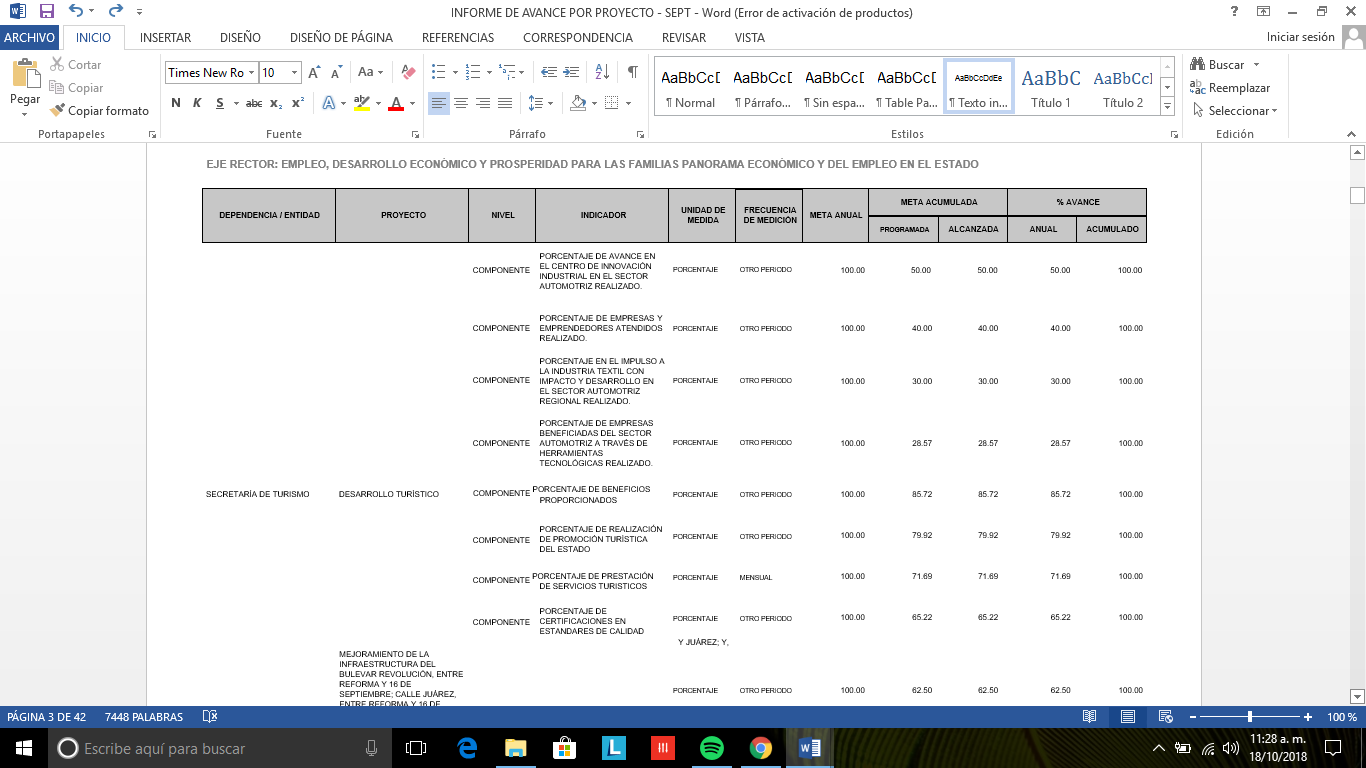 INFORME DE AVANCE POR PROYECTO - SEPT - Word (Error de activación de productos)
ARCHIVO INICIO INSERTAR DISEÑO DISEÑO DE PÁGINA REFERENCIAS CORRESPONDENCIA REVISAR VISTA Iniciar sesión
Pegar
Cortar
Copiar
Copiar formato
Portapapeles
Times New Ro 10
Aa
N K S abc x₂ x² A ab A
Fuente
Párrafo
AaBbCcD AaBbCcD AaBbCcD AaBbCcD AaBbCcDdEe AaBbC AaBbCcI
¶ Normal ¶ Párrafo... ¶ Sin espa... ¶ Table Pa... ¶ Texto in... Título 1 Título 2
Estilos
Buscar
Reemplazar
Seleccionar
Edición
EJE RECTOR: EMPLEO, DESARROLLO ECONÓMICO Y PROSPERIDAD PARA LAS FAMILIAS PANORAMA ECONÓMICO Y DEL EMPLEO EN EL ESTADO
DEPENDENCIA / ENTIDAD PROYECTO NIVEL INDICADOR UNIDAD DE MEDIDA FRECUENCIA DE MEDICIÓN META ANUAL META ACUMULADA % AVANCE
PROGRAMADA ALCANZADA ANUAL ACUMULADO
COMPONENTE
PORCENTAJE DE AVANCE EN
EL CENTRO DE INNOVACIÓN
INDUSTRIAL EN EL SECTOR
AUTOMOTRIZ REALIZADO.
PORCENTAJE OTRO PERIODO 100.00 50.00 50.00 50.00 100.00
COMPONENTE
PORCENTAJE DE EMPRESAS Y
EMPRENDEDORES ATENDIDOS
REALIZADO.
PORCENTAJE OTRO PERIODO 100.00 40.00 40.00 40.00 100.00
COMPONENTE
PORCENTAJE EN EL IMPULSO A
LA INDUSTRIA TEXTIL CON
IMPACTO Y DESARROLLO EN
EL SECTOR AUTOMOTRIZ
REGIONAL REALIZADO.
PORCENTAJE OTRO PERIODO 100.00 30.00 30.00 30.00 100.00
COMPONENTE
PORCENTAJE DE EMPRESAS
BENEFICIADAS DEL SECTOR
AUTOMOTRIZ A TRAVÉS DE
HERRAMIENTAS
TECNOLÓGICAS REALIZADO.
PORCENTAJE OTRO PERIODO 100.00 28.57 28.57 28.57 100.00
SECRETARÍA DE TURISMO DESARROLLO TURÍSTICO COMPONENTE
PORCENTAJE DE BENEFICIOS
PROPORCIONADOS
PORCENTAJE OTRO PERIODO 100.00 85.72 85.72 85.72 100.00
COMPONENTE
PORCENTAJE DE REALIZACIÓN
DE PROMOCIÓN TURÍSTICA
DEL ESTADO
PORCENTAJE OTRO PERIODO 100.00 79.92 79.92 79.92 100.00
COMPONENTE
PORCENTAJE DE PRESTACIÓN
DE SERVICIOS TURISTICOS
PORCENTAJE MENSUAL 100.00 71.69 71.69 71.69 100.00
COMPONENTE
PORCENTAJE DE
CERTIFICACIONES EN
ESTANDARES DE CALIDAD
PORCENTAJE OTRO PERIODO 100.00 65.22 65.22 65.22 100.00
Y JUÁREZ; Y,
MEJORAMIENTO DE LA
INFRAESTRUCTURA DEL
BULEVAR REVOLUCIÓN, ENTRE
REFORMA Y 16 DE
SEPTIEMBRE; CALLE JUÁREZ,
ENTRE REFORMA Y 16 DE
PORCENTAJE OTRO PERIODO 100.00 62.50 62.50 62.50 100.00
PÁGINA 3 DE 42 7448 PALABRAS 100 %
Escribe aquí para buscar
11:28 a. m.
18/10/2018